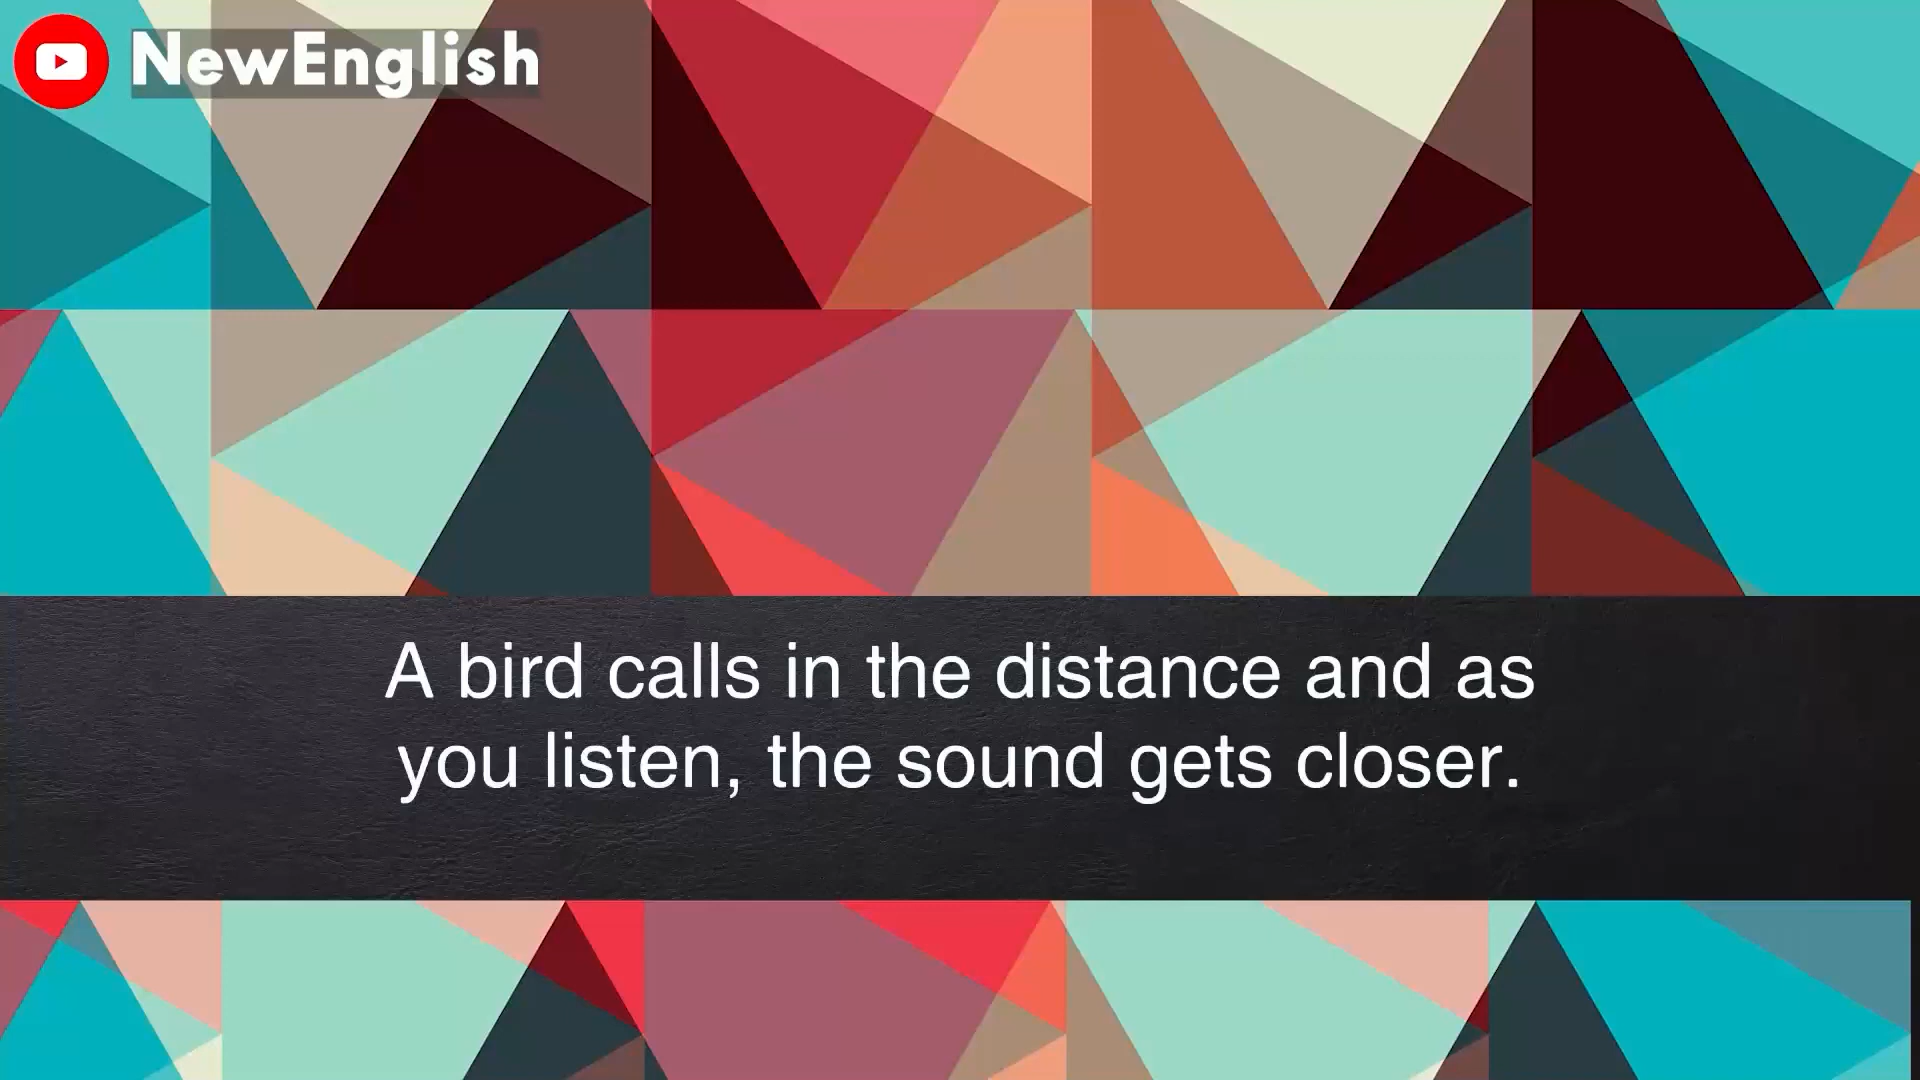 NewEnglish
A bird calls in the distance and as
you listen, the sound gets closer.